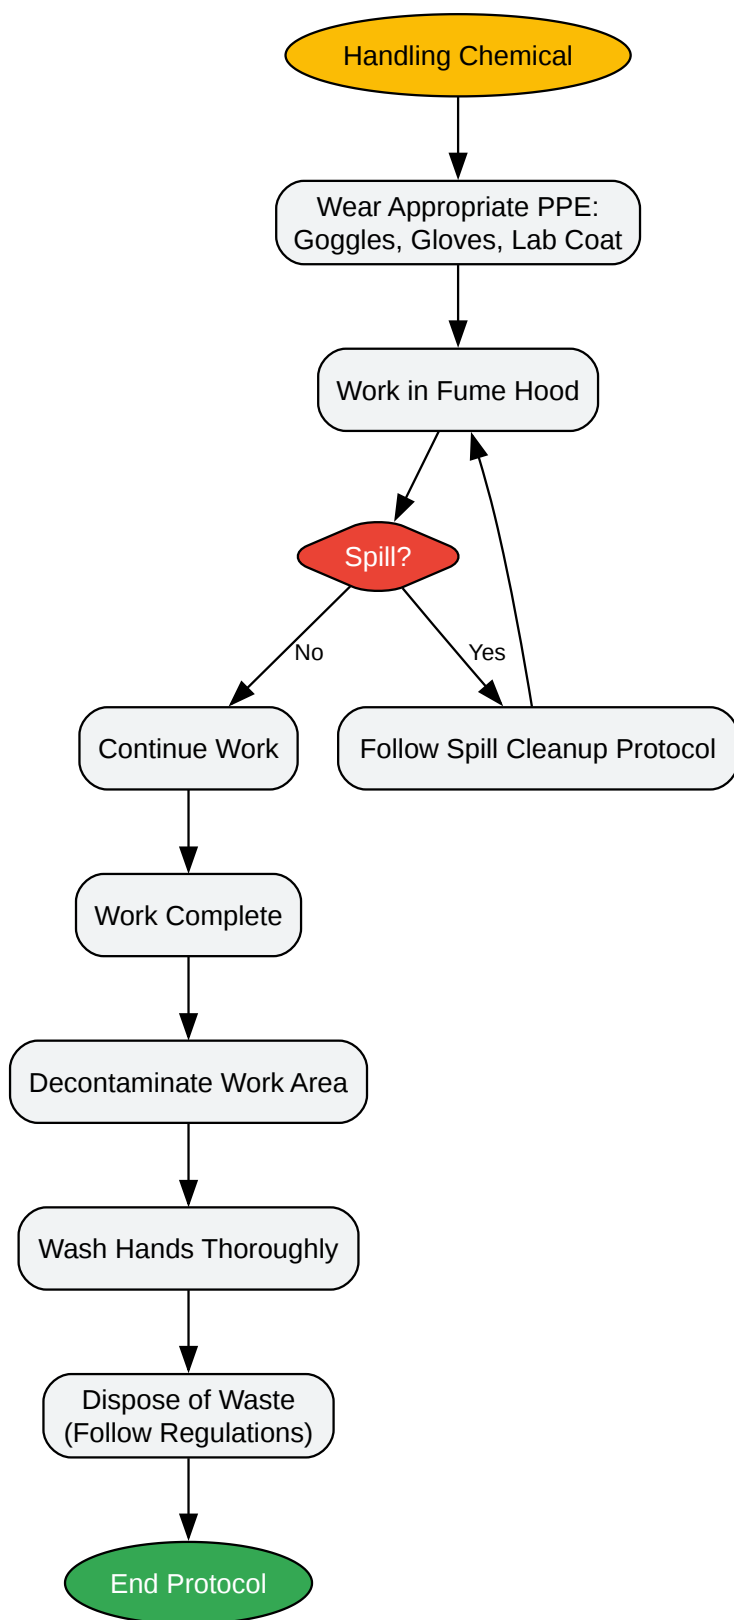 Handling Chemical
Wear Appropriate PPE:
Goggles, Gloves, Lab Coat
Work in Fume Hood
Spill?
No
Yes
Continue Work
Follow Spill Cleanup Protocol
Work Complete
Decontaminate Work Area
Wash Hands Thoroughly
Dispose of Waste
(Follow Regulations)
End Protocol